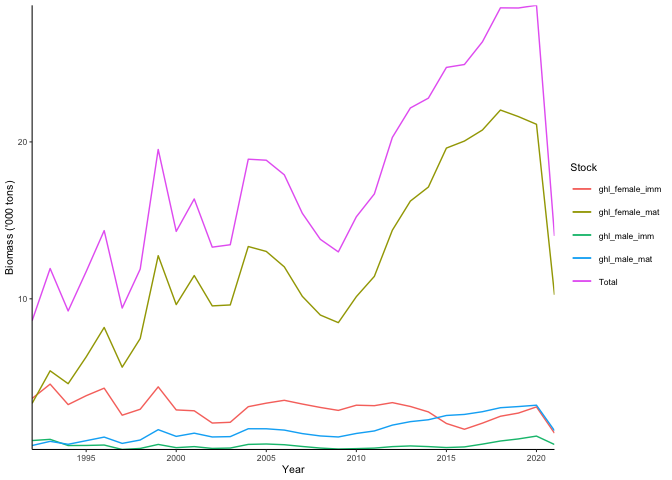 Biomass ('000 tons)
20
10
1995
2000
2005
2010
2015
2020
Year
Stock
ghl_female_imm
ghl_female_mat
ghl_male_imm
ghl_male_mat
Total